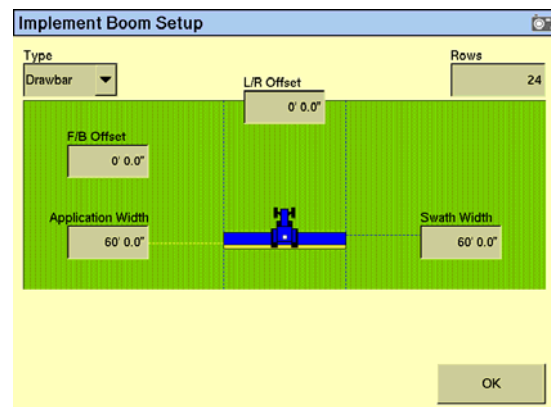 Implement Boom Setup
Type
Drawbar
Rows
24
L/R Offset
0' 0.0"
F/B Offset
0' 0.0"
Application Width
60' 0.0"
Swath Width
60' 0.0"
OK